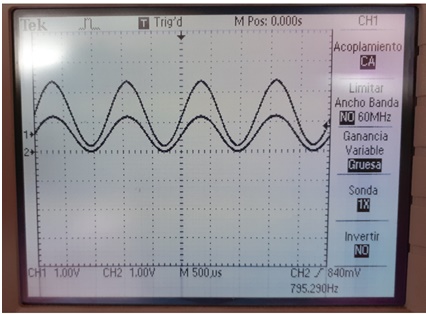 Tek T Trig'd M Pos: 0.000s CH1
Acoplamiento
CA
Limitar
Ancho Banda
NO 60MHz
Ganancia
Variable
Gruesa
Sonda
1X
Invertir
NO
1
2
CH1 1.00V CH2 1.00V M 500µs CH2 840mV
795.290Hz